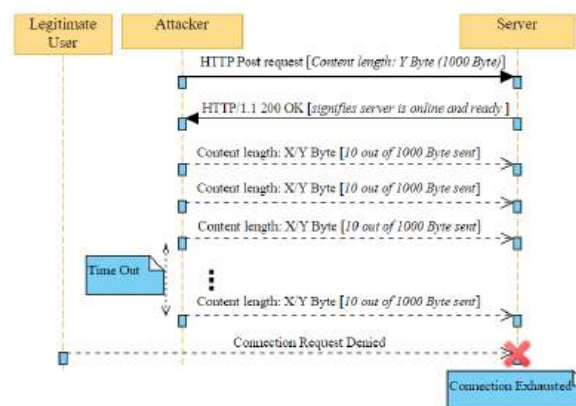 Legitimate
User
Attacker
Server
HTTP Post request [Content length: Y Byte (1000 Byte)]
HTTP/1.1 200 OK [signifies server is online and ready ]
Content length: X/Y Byte [10 out of 1000 Byte sent]
Content length: X/Y Byte [10 out of 1000 Byte sent]
Content length: X/Y Byte [10 out of 1000 Byte sent]
Time Out
Content length: X/Y Byte [10 out of 1000 Byte sent]
Connection Request Denied
Connection Exhausted